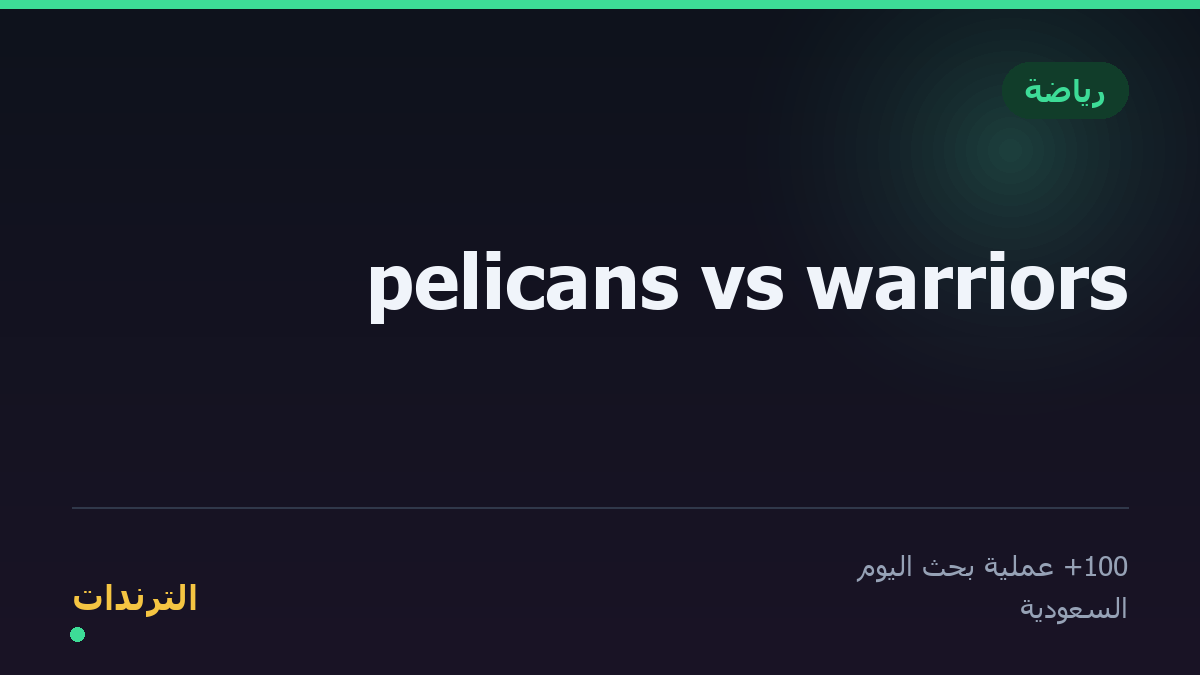 رياضة
pelicans vs warriors
100+ عملية بحث اليوم
السعودية
الترندات